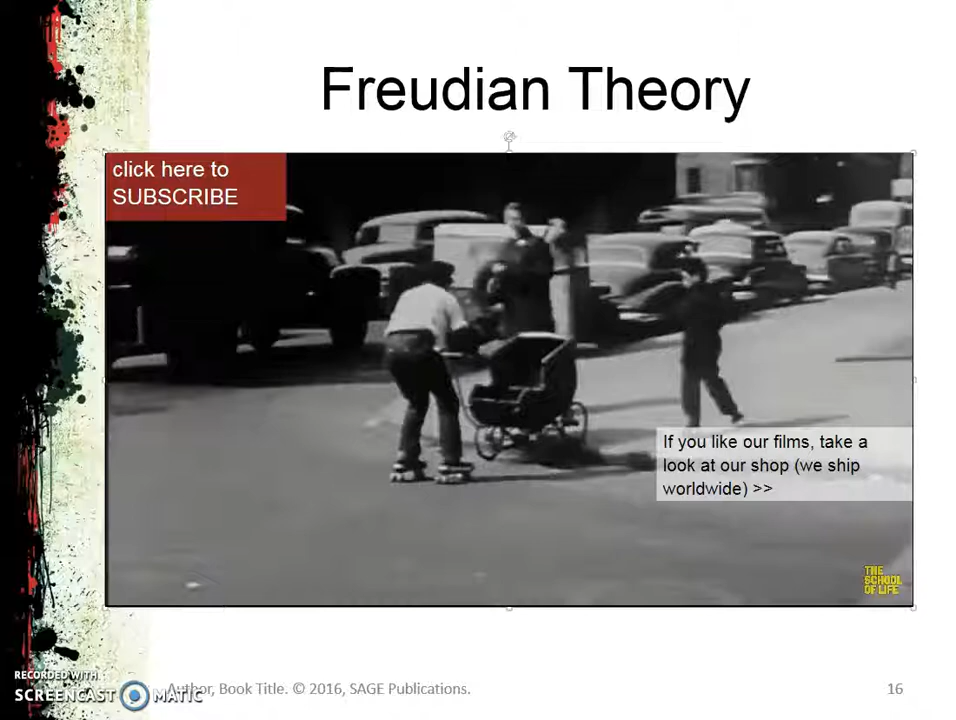 Freudian Theory
click here to
SUBSCRIBE
If you like our films, take a
look at our shop (we ship
worldwide) >>
THE
SCHOOL
OF LIFE
RECORDED WITH
SCREENCAST MATIC
Author, Book Title. © 2016, SAGE Publications.
16